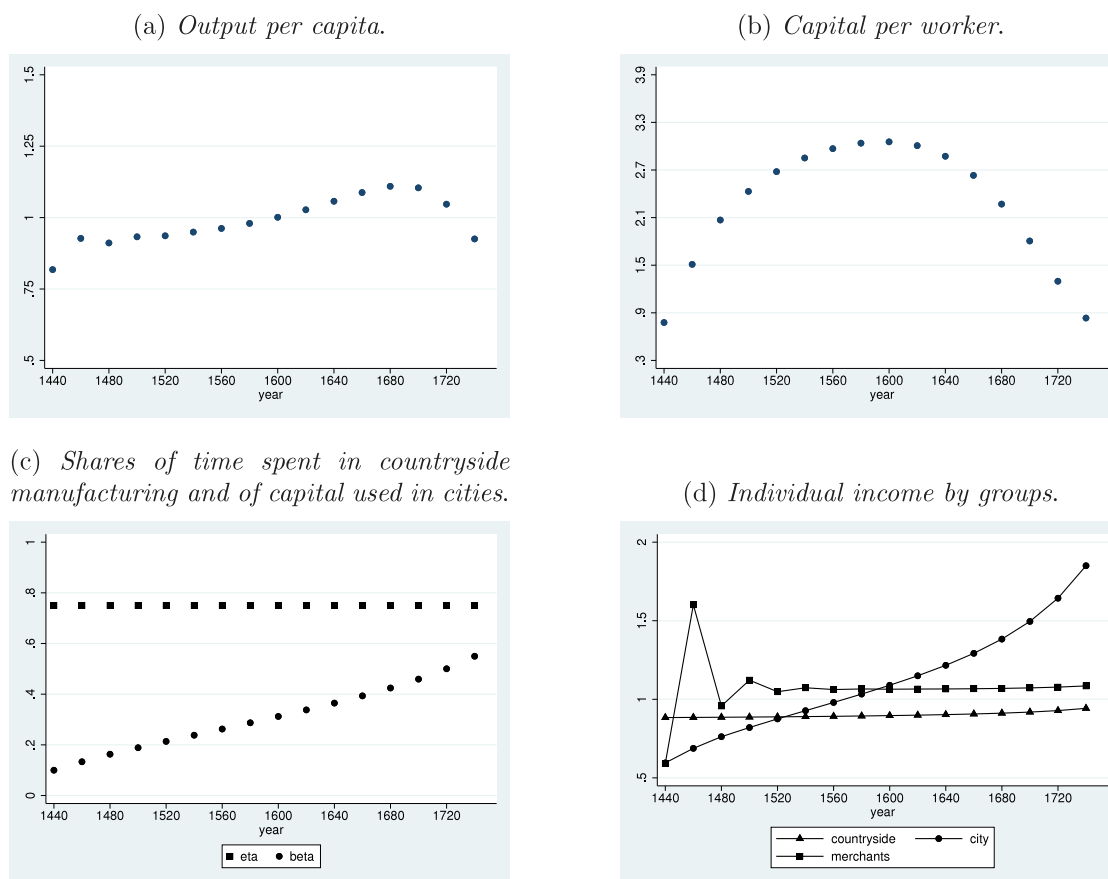 (a) Output per capita.
1.5
1.25
1
.75
.5
1440 1480 1520 1560 1600 1640 1680 1720
year
(b) Capital per worker.
3.9
3.3
2.7
2.1
1.5
.9
.3
1440 1480 1520 1560 1600 1640 1680 1720
year
(c) Shares of time spent in countryside
manufacturing and of capital used in cities.
1
.8
.6
.4
.2
0
1440 1480 1520 1560 1600 1640 1680 1720
year
eta beta
(d) Individual income by groups.
2
1.5
1
.5
1440 1480 1520 1560 1600 1640 1680 1720
year
countryside city
merchants